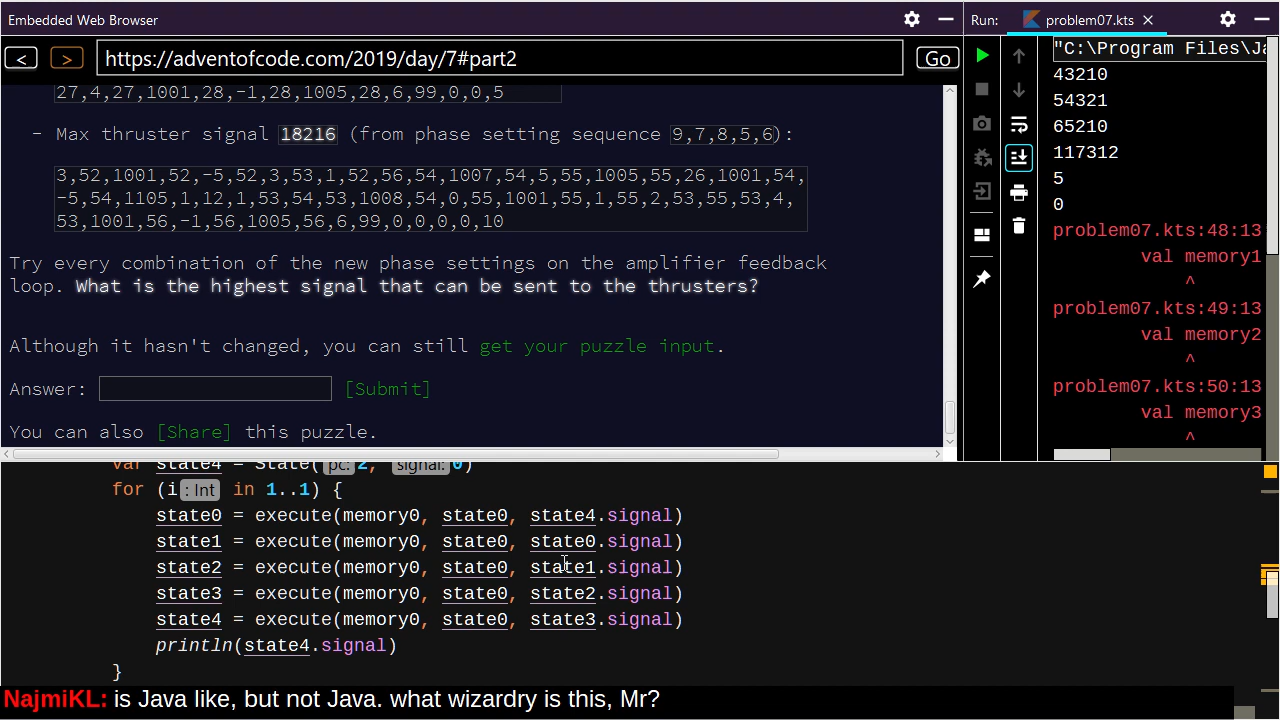 Embedded Web Browser
Run: problem07.kts
< > https://adventofcode.com/2019/day/7#part2 Go
27,4,27,1001,28,-1,28,1005,28,6,99,0,0,5
- Max thruster signal 18216 (from phase setting sequence 9,7,8,5,6):
3,52,1001,52,-5,52,3,53,1,52,56,54,1007,54,5,55,1005,55,26,1001,54,
-5,54,1105,1,12,1,53,54,53,1008,54,0,55,1001,55,1,55,2,53,55,53,4,
53,1001,56,-1,56,1005,56,6,99,0,0,0,0,10
Try every combination of the new phase settings on the amplifier feedback
loop. What is the highest signal that can be sent to the thrusters?
Although it hasn't changed, you can still get your puzzle input.
Answer: [Submit]
You can also [Share] this puzzle.
"C:\Program Files\Ja
43210
54321
65210
117312
5
0
problem07.kts:48:13
val memory1
^
problem07.kts:49:13
val memory2
^
problem07.kts:50:13
val memory3
^
var state4 = State(pc: 2, signal: 0)
for (i : Int in 1..1) {
state0 = execute(memory0, state0, state4.signal)
state1 = execute(memory0, state0, state0.signal)
state2 = execute(memory0, state0, state1.signal)
state3 = execute(memory0, state0, state2.signal)
state4 = execute(memory0, state0, state3.signal)
println(state4.signal)
}
NajmiKL: is Java like, but not Java. what wizardry is this, Mr?